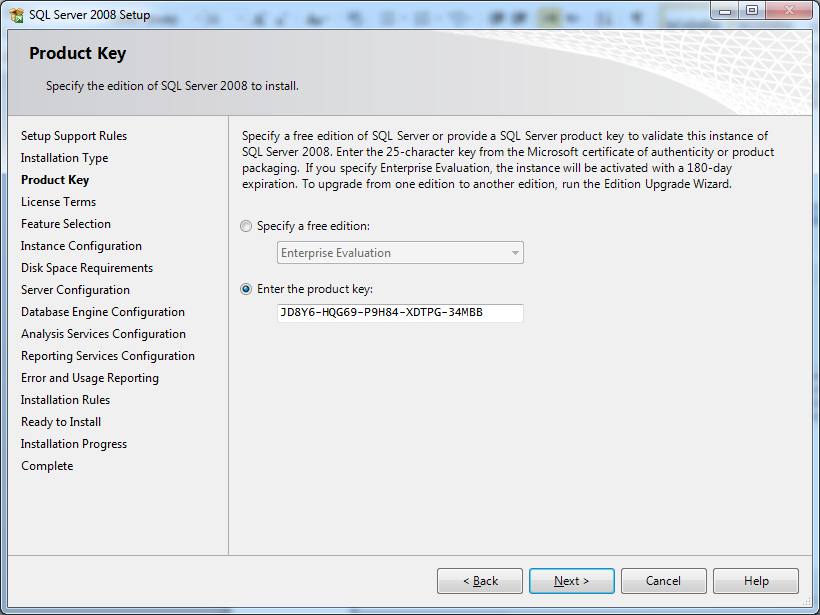 SQL Server 2008 Setup
Product Key
Specify the edition of SQL Server 2008 to install.
Setup Support Rules
Installation Type
Product Key
License Terms
Feature Selection
Instance Configuration
Disk Space Requirements
Server Configuration
Database Engine Configuration
Analysis Services Configuration
Reporting Services Configuration
Error and Usage Reporting
Installation Rules
Ready to Install
Installation Progress
Complete
Specify a free edition of SQL Server or provide a SQL Server product key to validate this instance of
SQL Server 2008. Enter the 25-character key from the Microsoft certificate of authenticity or product
packaging.  If you specify Enterprise Evaluation, the instance will be activated with a 180-day
expiration. To upgrade from one edition to another edition, run the Edition Upgrade Wizard.
Specify a free edition:
Enterprise Evaluation
Enter the product key:
JD8Y6-HQG69-P9H84-XDTPG-34MBB
< Back
Next >
Cancel
Help